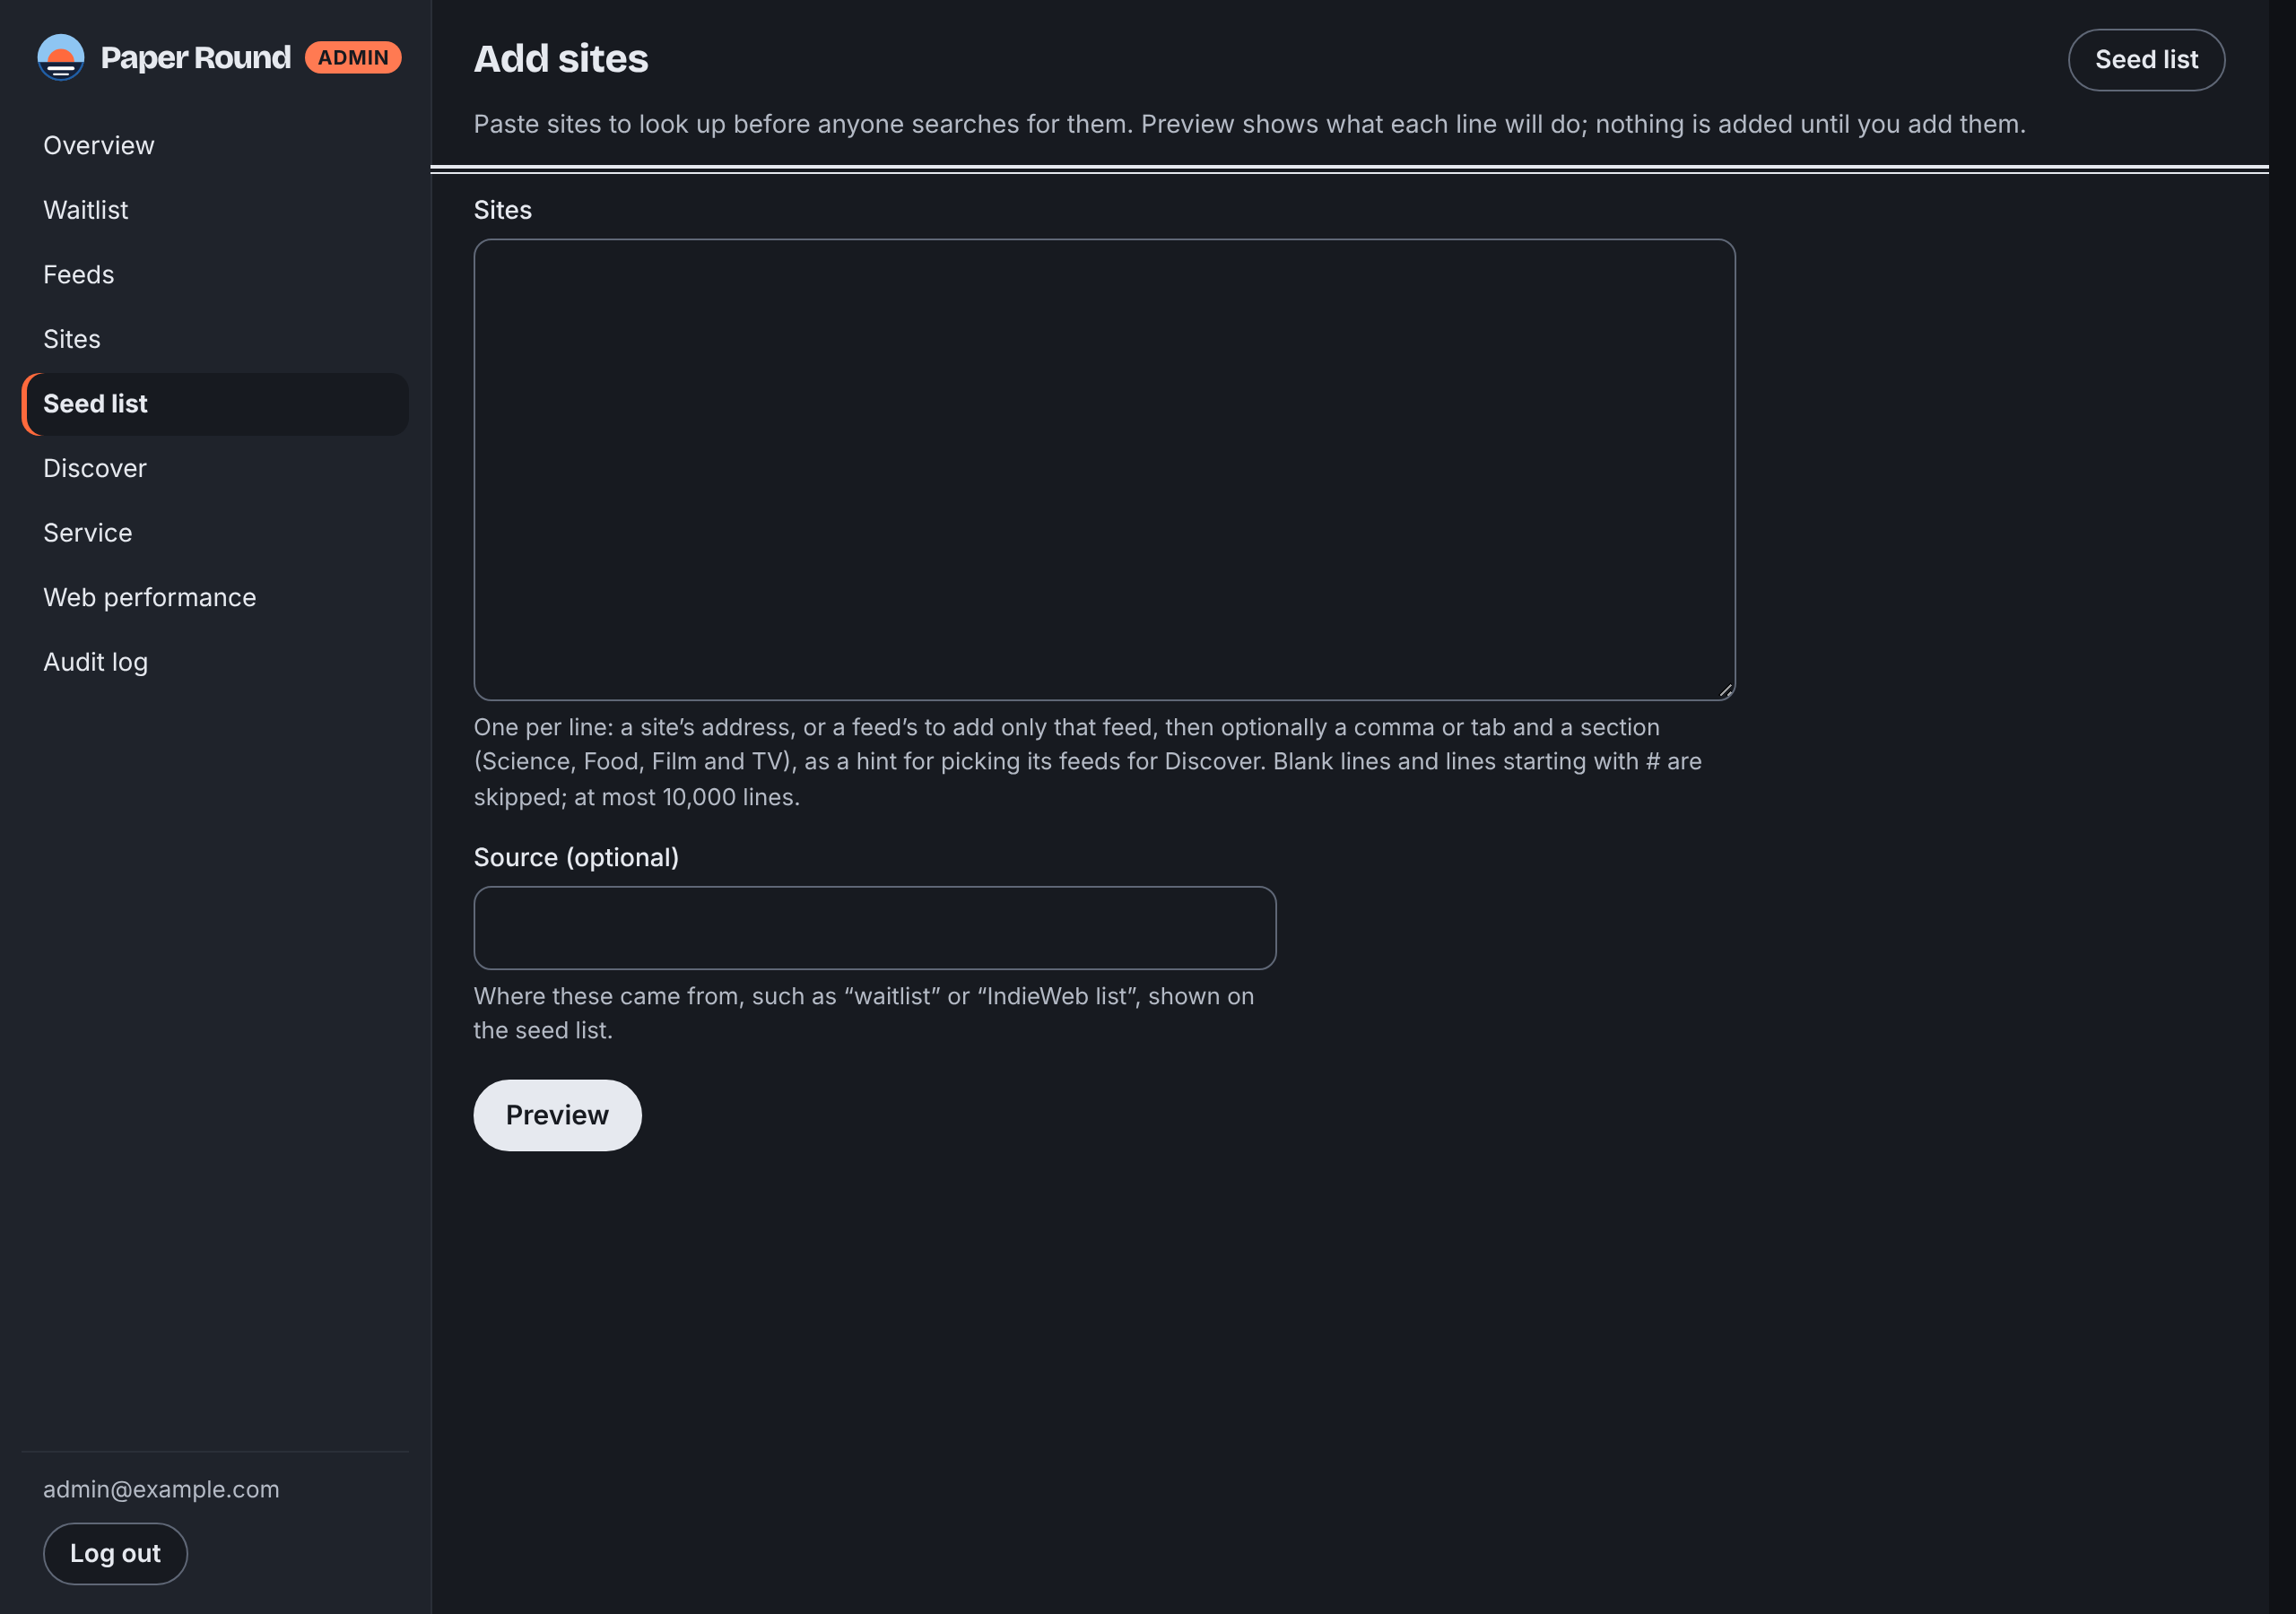 Paper Round ADMIN
Overview
Waitlist
Feeds
Sites
Seed list
Discover
Service
Web performance
Audit log
admin@example.com
Log out
Add sites
Seed list
Paste sites to look up before anyone searches for them. Preview shows what each line will do; nothing is added until you add them.
Sites
One per line: a site’s address, or a feed’s to add only that feed, then optionally a comma or tab and a section
(Science, Food, Film and TV), as a hint for picking its feeds for Discover. Blank lines and lines starting with # are
skipped; at most 10,000 lines.
Source (optional)
Where these came from, such as “waitlist” or “IndieWeb list”, shown on
the seed list.
Preview